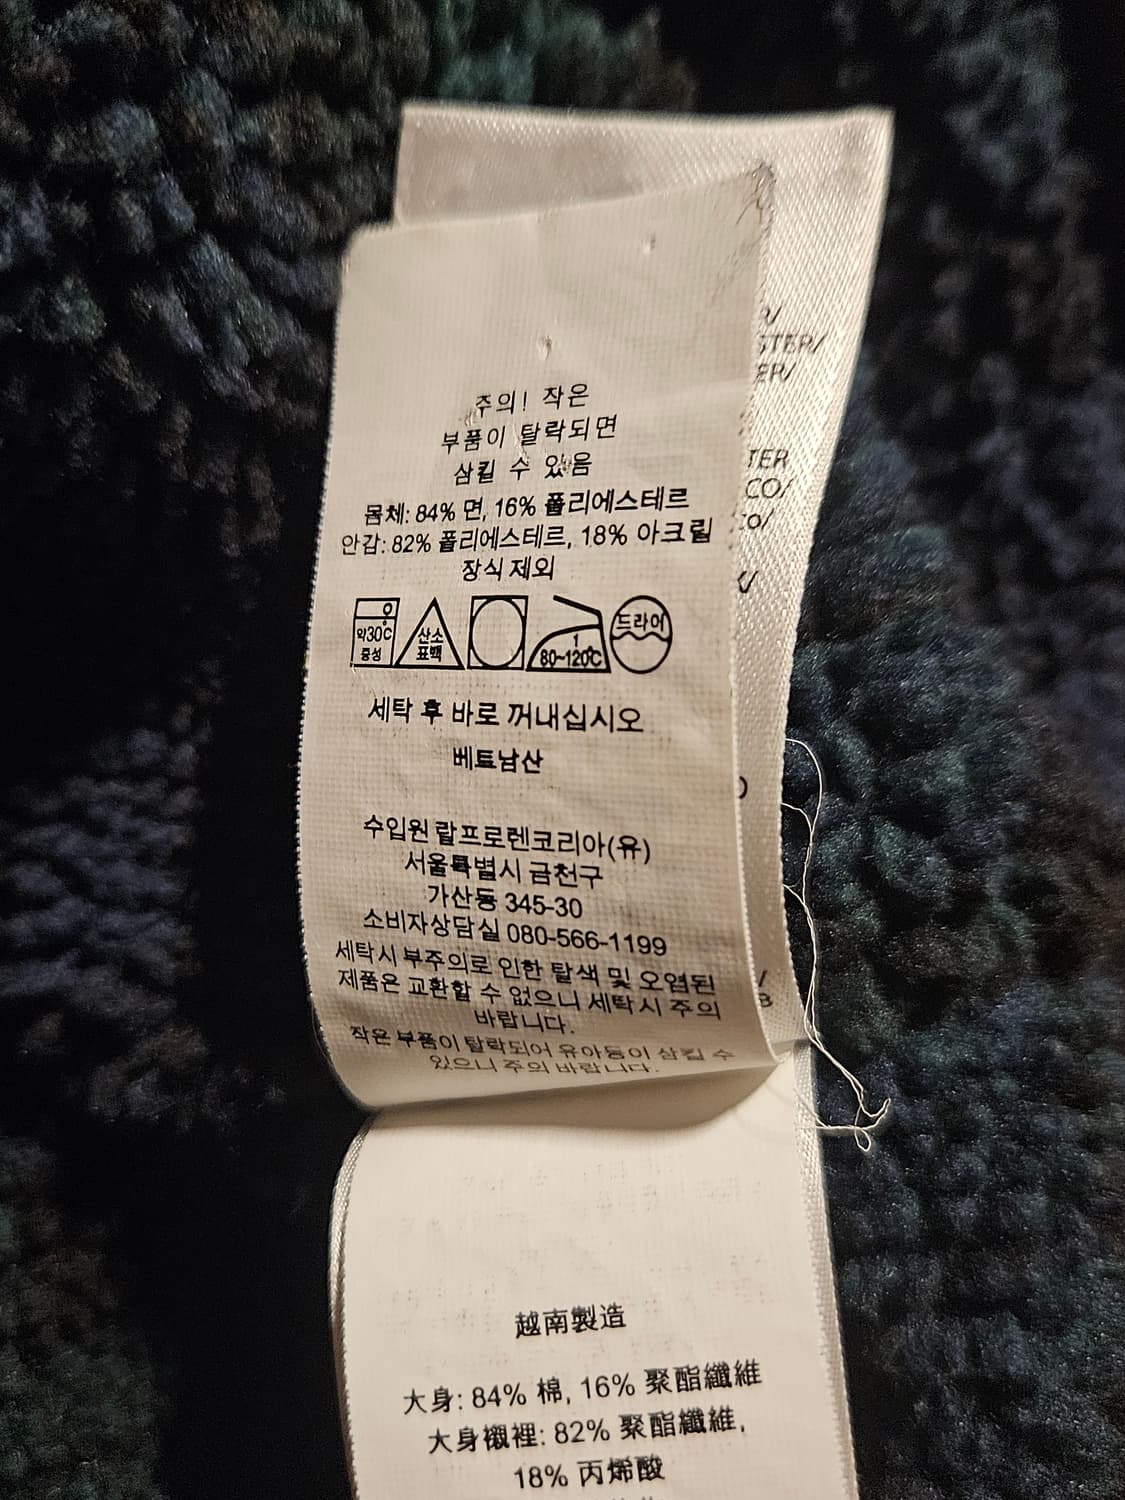 주의! 작은
부품이 탈락되면
삼킬 수 있음
몸체: 84% 면, 16% 폴리에스테르
안감: 82% 폴리에스테르, 18% 아크릴
장식 제외
약30℃
중성
산소
표백
1
80~120℃
드라이
세탁 후 바로 꺼내십시오
베트남산
수입원 랄프로렌코리아(유)
서울특별시 금천구
가산동 345-30
소비자상담실 080-566-1199
세탁시 부주의로 인한 탈색 및 오염된
제품은 교환할 수 없으니 세탁시 주의
바랍니다.
작은 부품이 탈락되어 유아등이 삼킬 수
있으니 주의 바랍니다.
R/
STER/
ER/
TER
CO/
CO/
越南製造
大身: 84% 棉, 16% 聚酯纖維
大身襯裡: 82% 聚酯纖維,
18% 丙烯酸